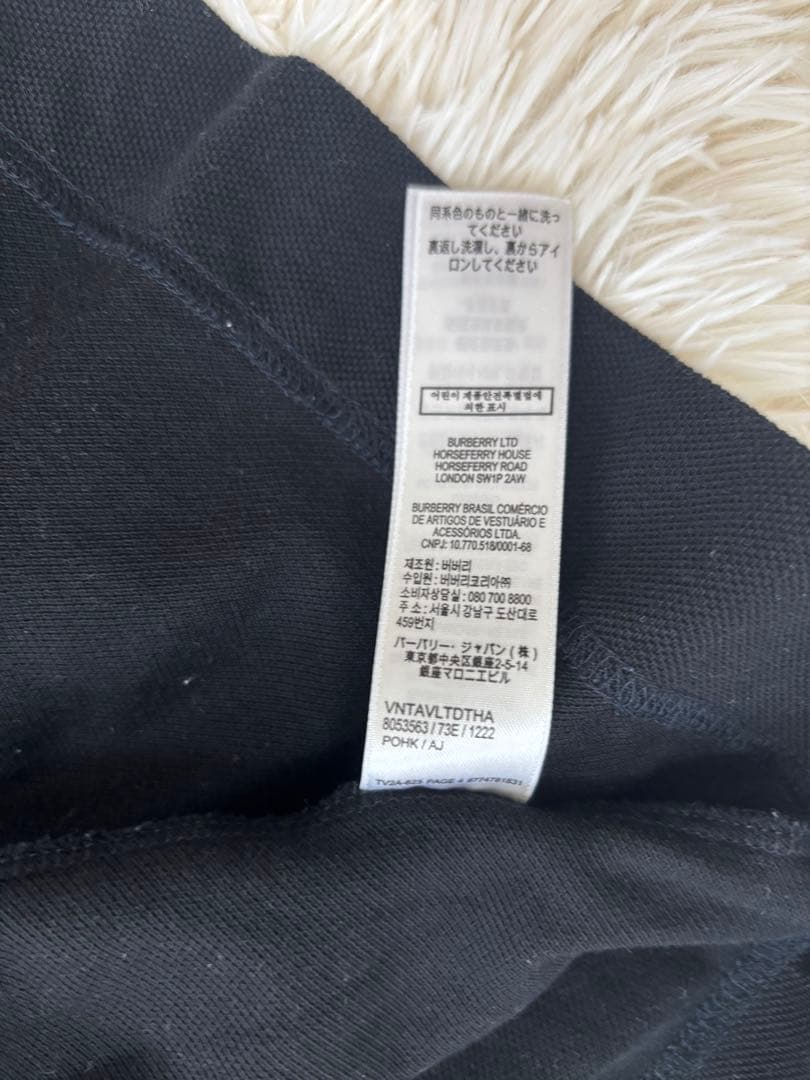 同系色のものと一緒に洗っ
てください
裏返し洗濯し、裏からアイ
ロンしてください
어린이 제품안전특별법에
의한 표시
BURBERRY LTD
HORSEFERRY HOUSE
HORSEFERRY ROAD
LONDON SW1P 2AW
BURBERRY BRASIL COMÉRCIO
DE ARTIGOS DE VESTUÁRIO E
ACESSÓRIOS LTDA.
CNPJ: 10.770.518/0001-68
제조원 : 버버리
수입원 : 버버리코리아㈜
소비자상담실 : 080 700 8800
주 소 : 서울시 강남구 도산대로
459번지
バーバリー・ジャパン(株)
東京都中央区銀座2-5-14
銀座マロニエビル
VNTAVLTDTHA
8053563 / 73E / 1222
POHK / AJ
PAGE 4